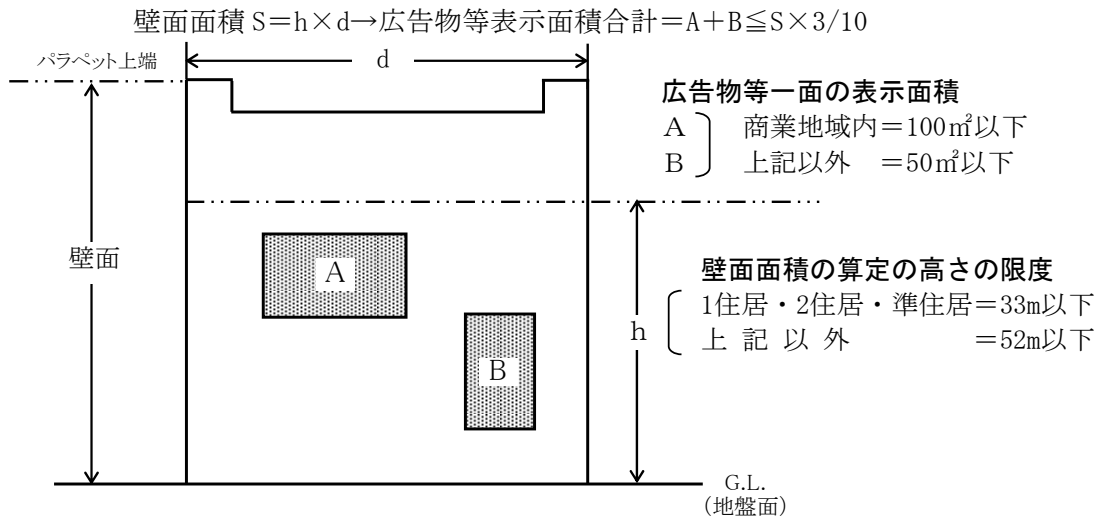 壁面面積 S＝h×d→広告物等表示面積合計＝A＋B≦S×3/10
パラペット上端
d
広告物等一面の表示面積
A 商業地域内＝100㎡以下
B 上記以外 ＝50㎡以下
壁面
A
壁面面積の算定の高さの限度
1住居・2住居・準住居＝33m以下
上 記 以 外 ＝52m以下
h
B
G.L.
(地盤面)